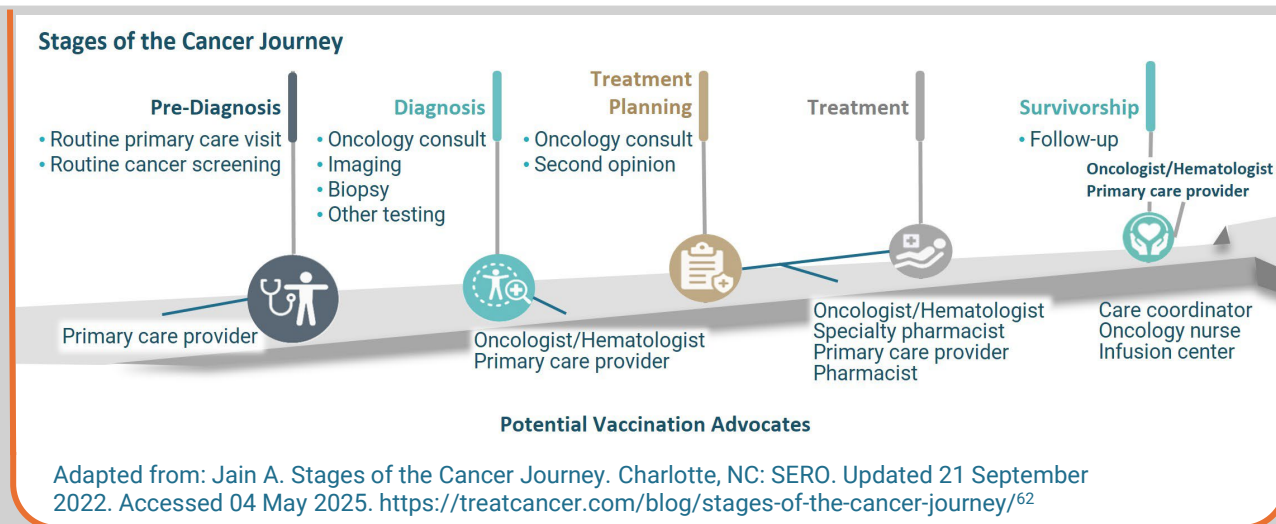 Stages of the Cancer Journey
Pre-Diagnosis
• Routine primary care visit
• Routine cancer screening
Diagnosis
• Oncology consult
• Imaging
• Biopsy
• Other testing
Treatment
Planning
• Oncology consult
• Second opinion
Treatment
Survivorship
• Follow-up
Oncologist/Hematologist
Primary care provider
Primary care provider
Oncologist/Hematologist
Primary care provider
Oncologist/Hematologist
Specialty pharmacist
Primary care provider
Pharmacist
Care coordinator
Oncology nurse
Infusion center
Potential Vaccination Advocates
Adapted from: Jain A. Stages of the Cancer Journey. Charlotte, NC: SERO. Updated 21 September
2022. Accessed 04 May 2025. https://treatcancer.com/blog/stages-of-the-cancer-journey/⁶²